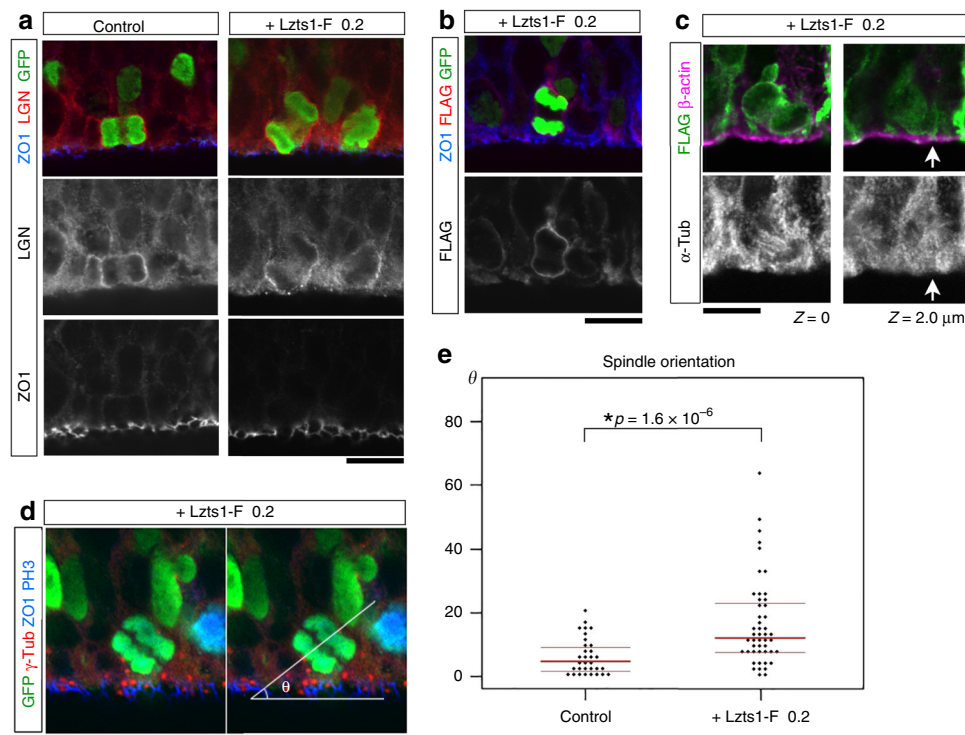 a
Control
+ Lzts1-F 0.2
ZO1 LGN GFP
LGN
ZO1
b
+ Lzts1-F 0.2
ZO1 FLAG GFP
FLAG
c
+ Lzts1-F 0.2
FLAG β-actin
α-Tub
Z = 0
Z = 2.0 μm
d
+ Lzts1-F 0.2
GFP γ-Tub ZO1 PH3
θ
e
Spindle orientation
θ
80
60
40
20
0
*p = 1.6 × 10⁻⁶
Control
+ Lzts1-F 0.2